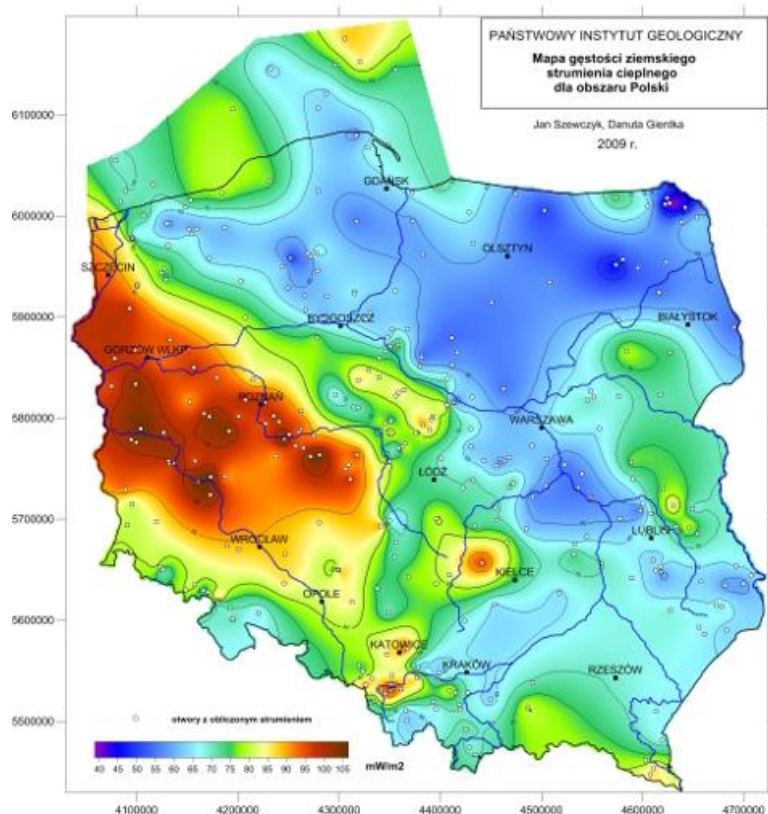 PAŃSTWOWY INSTYTUT GEOLOGICZNY
Mapa gęstości ziemskiego
strumienia cieplnego
dla obszaru Polski
Jan Szewczyk, Danuta Gientka
2009 r.
6100000
GDAŃSK
6000000
OLSZTYN
SZCZECIN
5900000
BYDGOSZCZ
BIAŁYSTOK
GORZÓW WLKP
POZNAŃ
5800000
WARSZAWA
ŁÓDŹ
5700000
LUBLIN
WROCŁAW
KIELCE
5600000
OPOLE
KATOWICE
KRAKÓW
RZESZÓW
5500000
otwory z obliczonym strumieniem
mW/m2
39 45 50 55 60 65 70 75 80 85 90 95 100 105
4100000 4200000 4300000 4400000 4500000 4600000 4700000